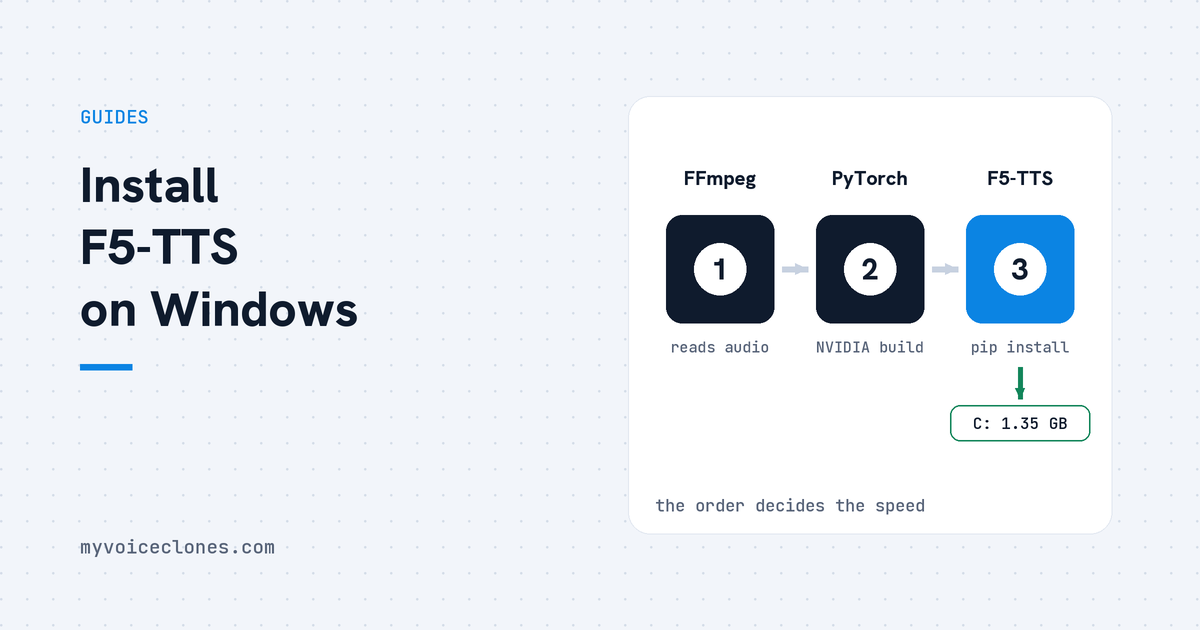 GUIDES
Install
F5-TTS
on Windows
myvoiceclones.com
FFmpeg
PyTorch
F5-TTS
1
2
3
reads audio
NVIDIA build
pip install
C: 1.35 GB
the order decides the speed